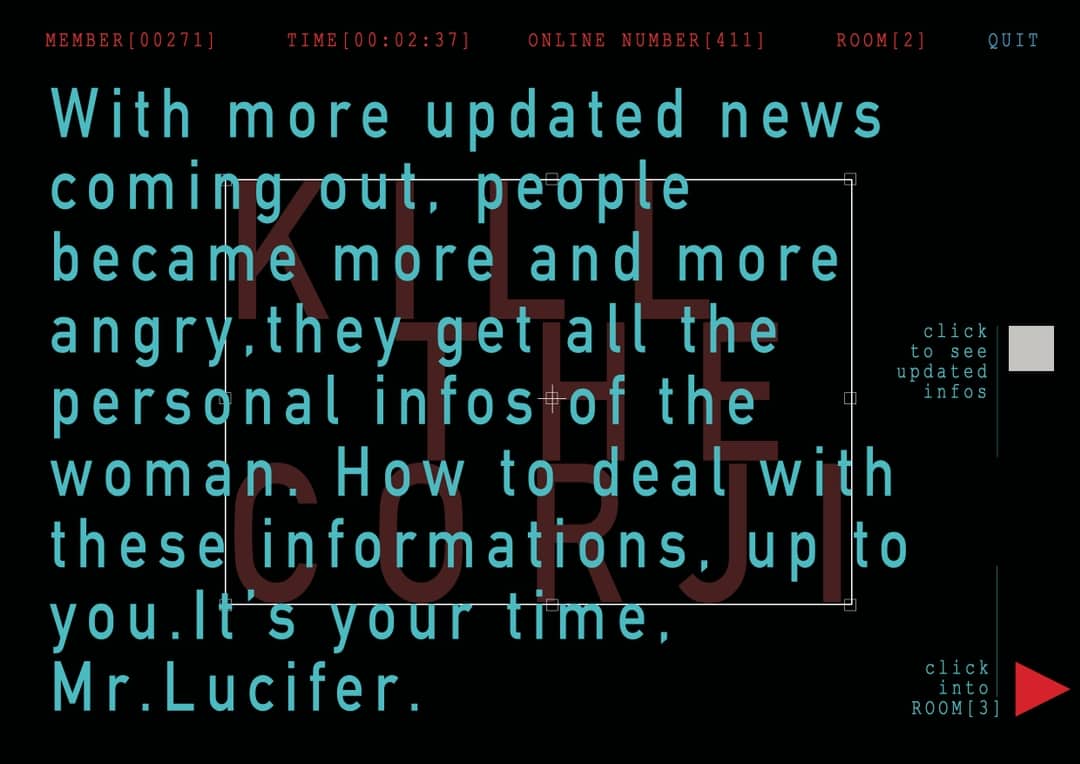 MEMBER[00271] TIME[00:02:37] ONLINE NUMBER[411] ROOM[2] QUIT
With more updated news
coming out, people
became more and more
angry,they get all the
personal infos of the
woman. How to deal with
these informations, up to
you.It's your time,
Mr.Lucifer.
KILL
THE
CORJI
click
to see
updated
infos
click
into
ROOM[3]